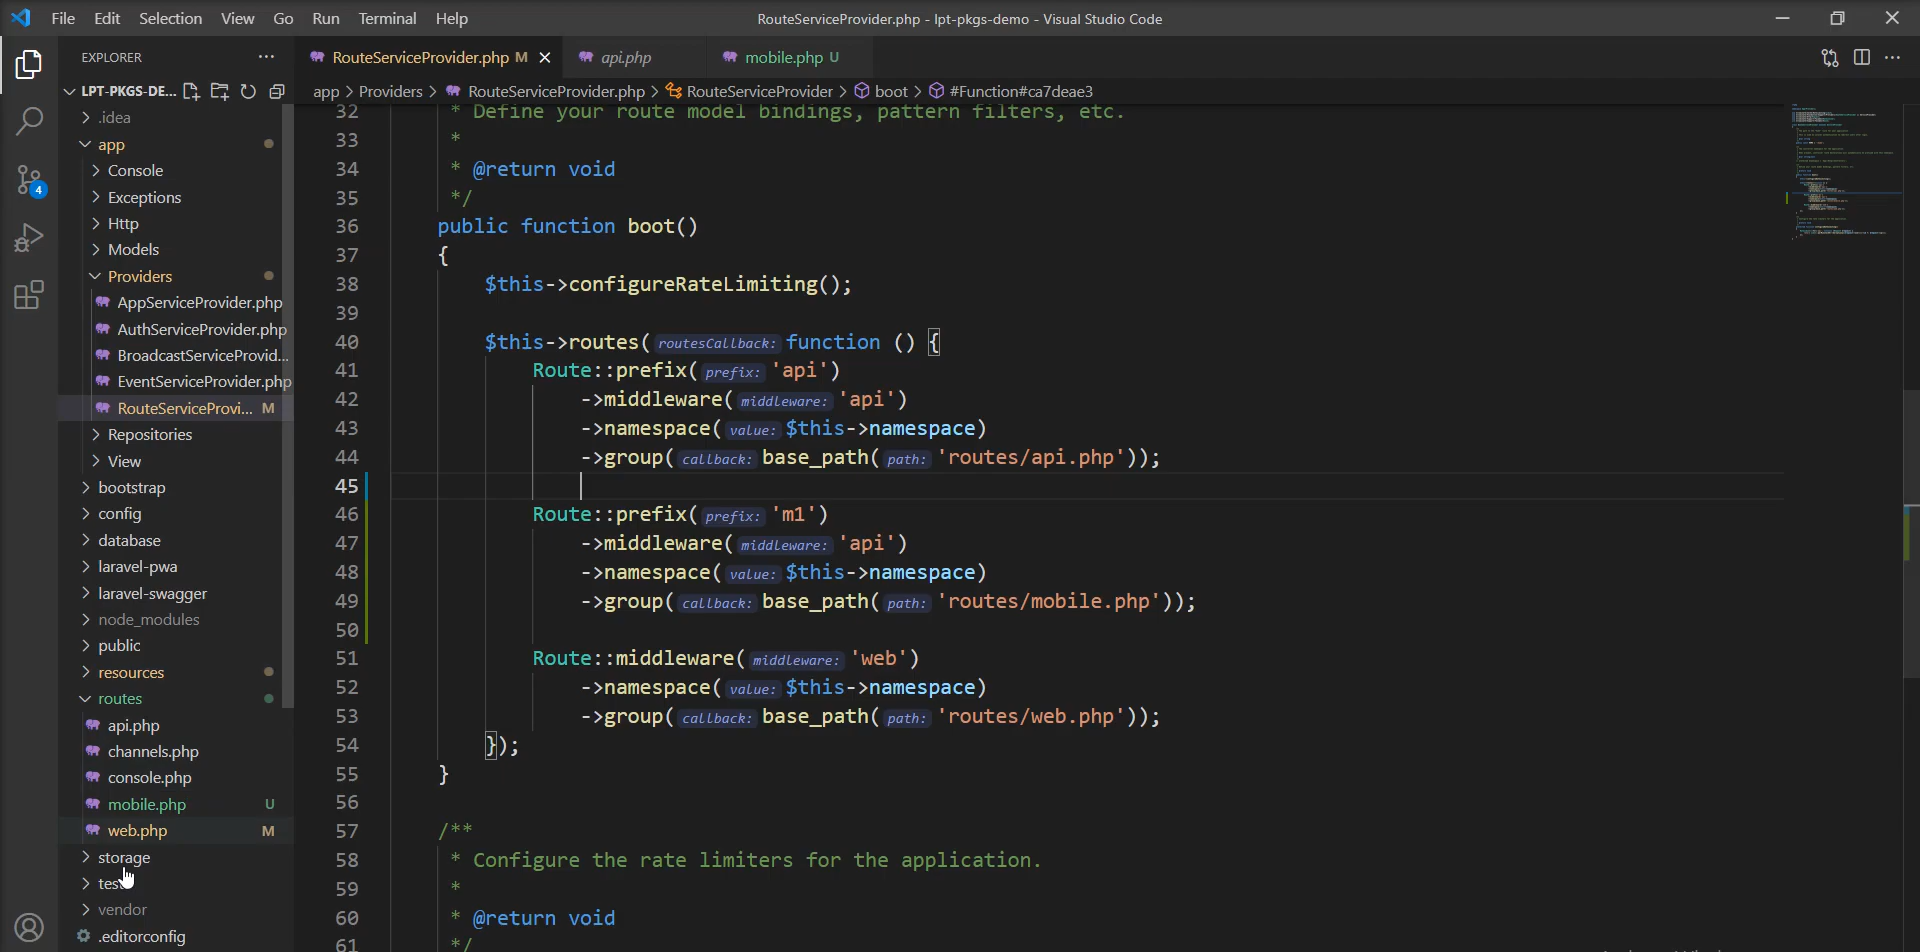 File Edit Selection View Go Run Terminal Help
RouteServiceProvider.php - lpt-pkgs-demo - Visual Studio Code
EXPLORER
RouteServiceProvider.php M
api.php
mobile.php U
LPT-PKGS-DE...
app > Providers > RouteServiceProvider.php > RouteServiceProvider > boot > #Function#ca7deae3
.idea
app
Console
Exceptions
Http
Models
Providers
AppServiceProvider.php
AuthServiceProvider.php
BroadcastServiceProvid...
EventServiceProvider.php
RouteServiceProvi... M
Repositories
View
bootstrap
config
database
laravel-pwa
laravel-swagger
node_modules
public
resources
routes
api.php
channels.php
console.php
mobile.php U
web.php M
storage
vendor
.editorconfig
4
32 * Define your route model bindings, pattern filters, etc.
33 *
34 * @return void
35 */
36 public function boot()
37 {
38 $this->configureRateLimiting();
39
40 $this->routes( routesCallback: function () {
41 Route::prefix( prefix: 'api')
42 ->middleware( middleware: 'api')
43 ->namespace( value: $this->namespace)
44 ->group( callback: base_path( path: 'routes/api.php'));
45
46 Route::prefix( prefix: 'm1')
47 ->middleware( middleware: 'api')
48 ->namespace( value: $this->namespace)
49 ->group( callback: base_path( path: 'routes/mobile.php'));
50
51 Route::middleware( middleware: 'web')
52 ->namespace( value: $this->namespace)
53 ->group( callback: base_path( path: 'routes/web.php'));
54 });
55 }
56
57 /**
58 * Configure the rate limiters for the application.
59 *
60 * @return void
61 */